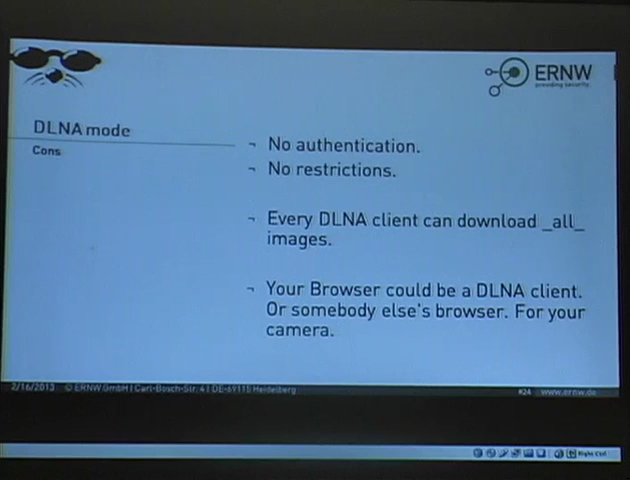 ERNW
providing security.
DLNA mode
Cons
¬ No authentication.
¬ No restrictions.
¬ Every DLNA client can download _all_
images.
¬ Your Browser could be a DLNA client.
Or somebody else's browser. For your
camera.
2/16/2013 © ERNW GmbH | Carl-Bosch-Str. 4 | DE-69115 Heidelberg #24 www.ernw.de
Right Ctrl